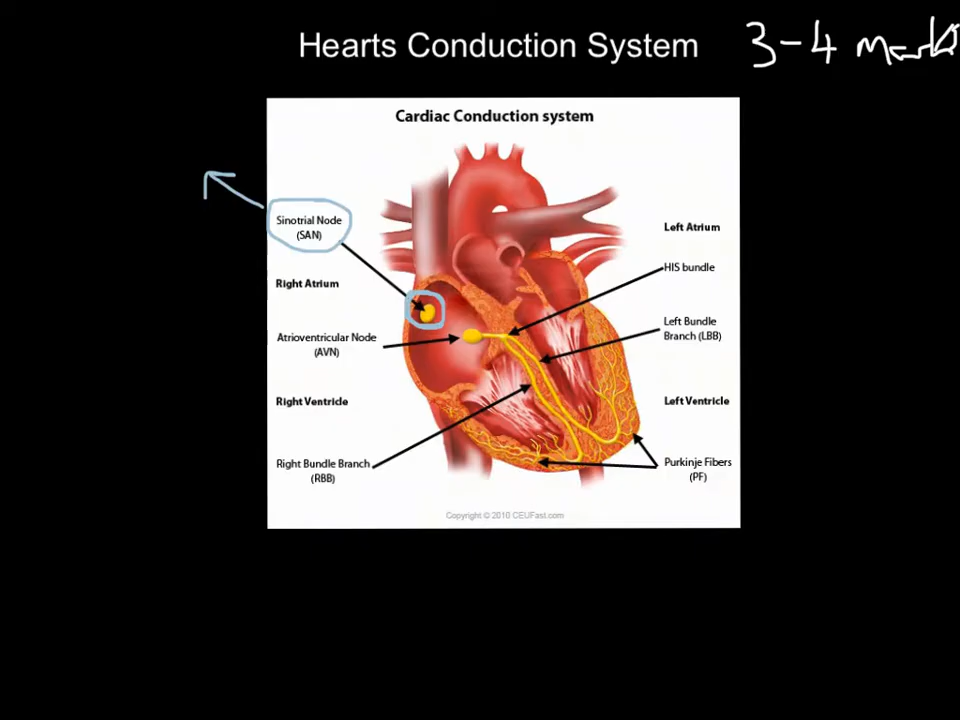 Hearts Conduction System
3-4 marks
Cardiac Conduction system
Sinotrial Node
(SAN)
Left Atrium
HIS bundle
Right Atrium
Left Bundle
Branch (LBB)
Atrioventricular Node
(AVN)
Right Ventricle
Left Ventricle
Right Bundle Branch
(RBB)
Purkinje Fibers
(PF)
Copyright © 2010 CEUFast.com